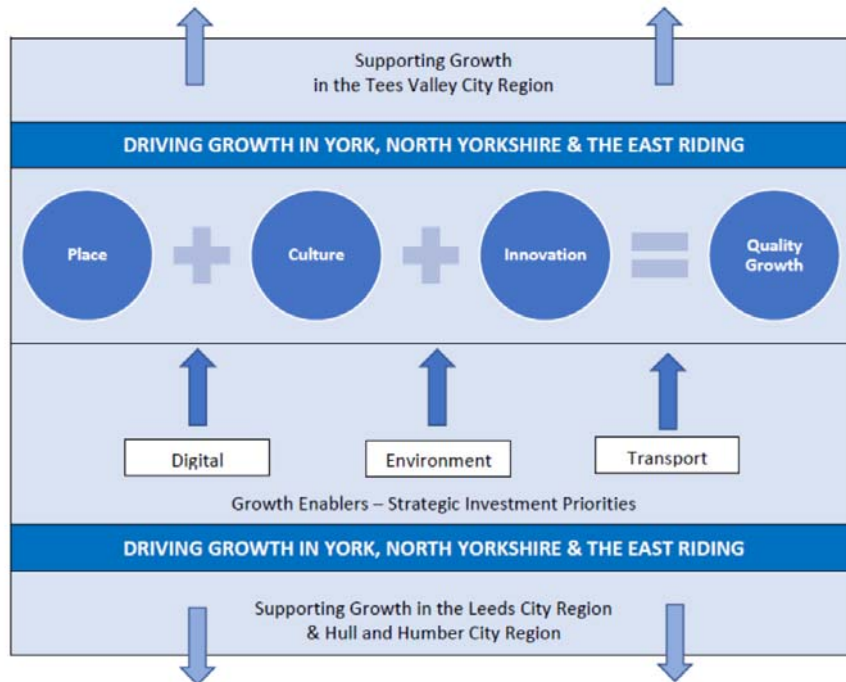 Supporting Growth
in the Tees Valley City Region
DRIVING GROWTH IN YORK, NORTH YORKSHIRE & THE EAST RIDING
Place
Culture
Innovation
Quality
Growth
Digital
Environment
Transport
Growth Enablers – Strategic Investment Priorities
DRIVING GROWTH IN YORK, NORTH YORKSHIRE & THE EAST RIDING
Supporting Growth in the Leeds City Region
& Hull and Humber City Region